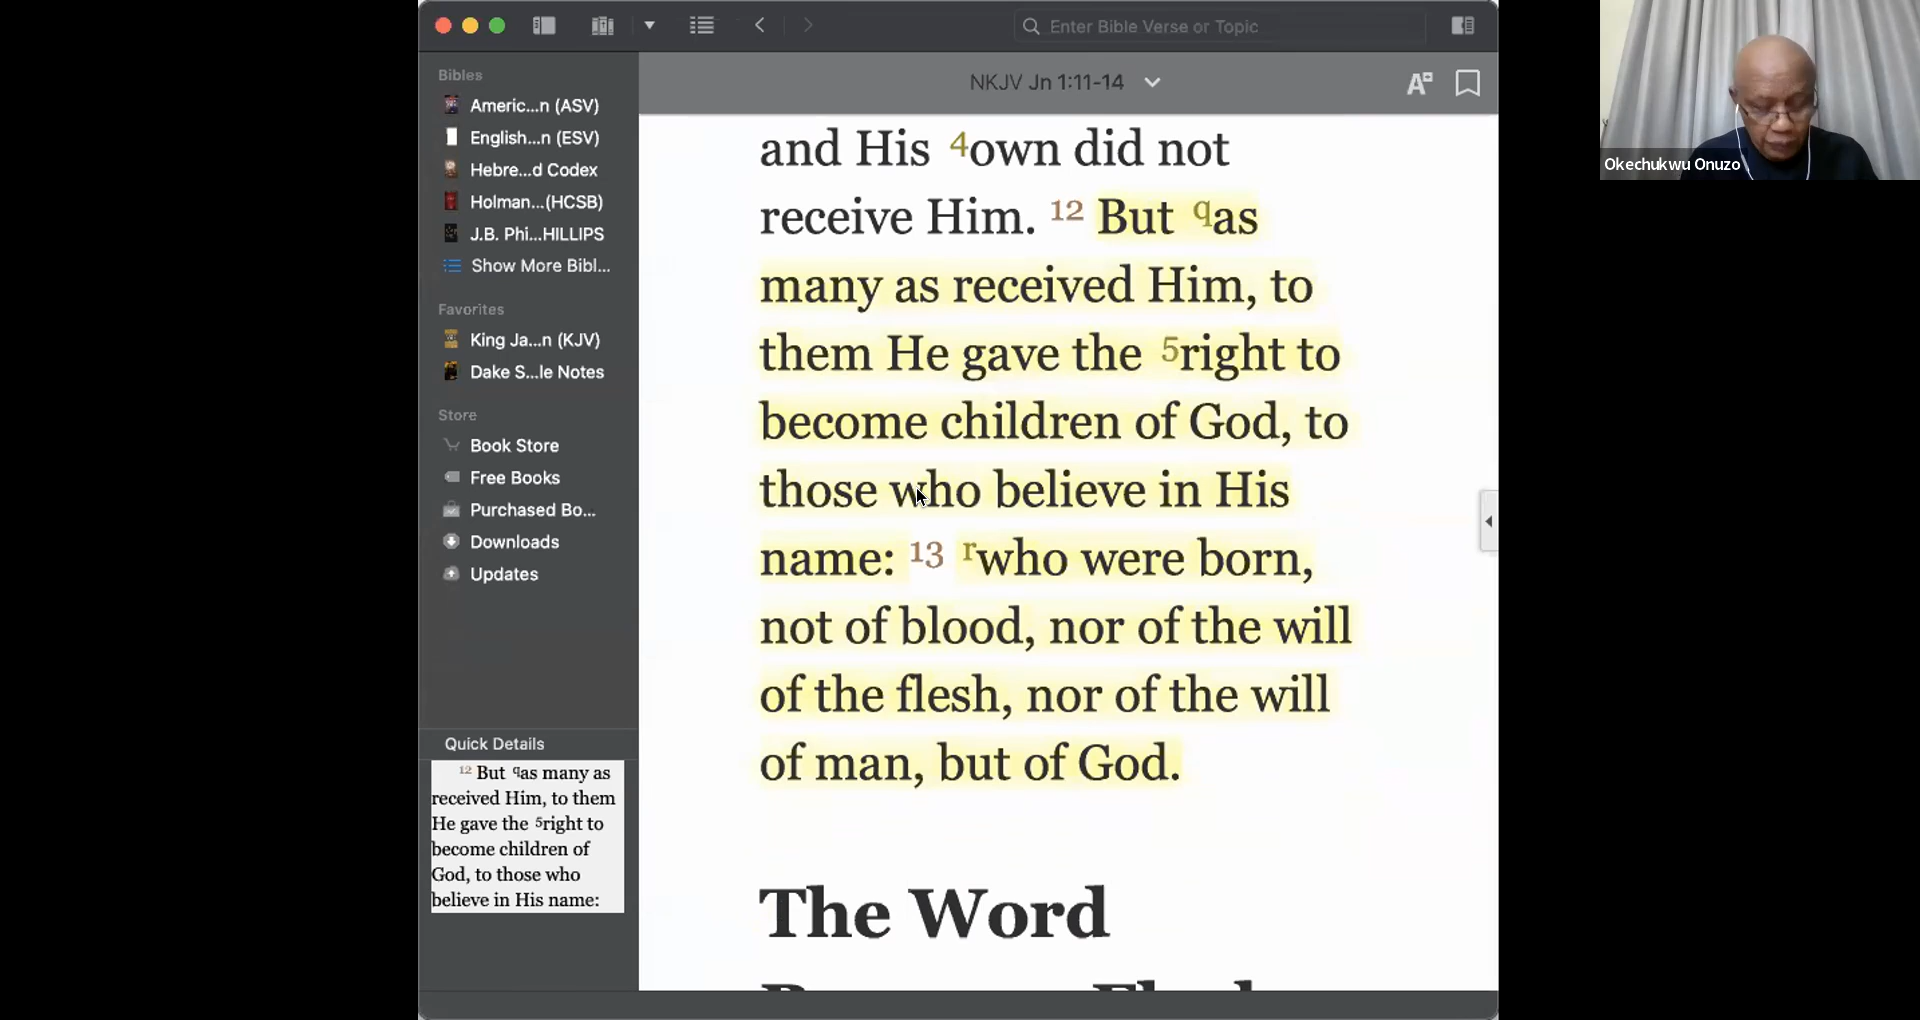 Enter Bible Verse or Topic
Bibles
Americ...n (ASV)
English...n (ESV)
Hebre...d Codex
Holman...(HCSB)
J.B. Phi...HILLIPS
Show More Bibl...
Favorites
King Ja...n (KJV)
Dake S...le Notes
Store
Book Store
Free Books
Purchased Bo...
Downloads
Updates
Quick Details
12 But qas many as
received Him, to them
He gave the 5right to
become children of
God, to those who
believe in His name:
NKJV Jn 1:11-14
and His 4own did not
receive Him. 12 But qas
many as received Him, to
them He gave the 5right to
become children of God, to
those who believe in His
name: 13 rwho were born,
not of blood, nor of the will
of the flesh, nor of the will
of man, but of God.
The Word
Okechukwu Onuzo